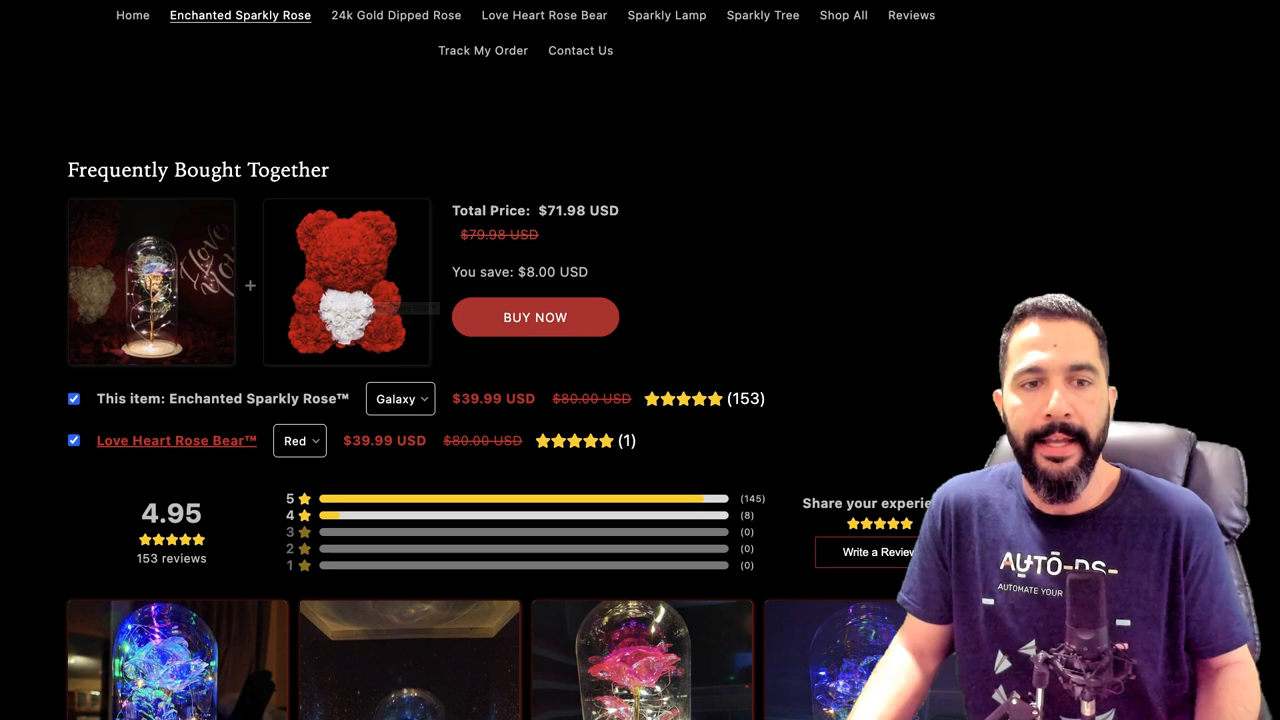 Home Enchanted Sparkly Rose 24k Gold Dipped Rose Love Heart Rose Bear Sparkly Lamp Sparkly Tree Shop All Reviews
Track My Order Contact Us
Frequently Bought Together
I love
You
+
Total Price: $71.98 USD
$79.98 USD
You save: $8.00 USD
BUY NOW
This item: Enchanted Sparkly Rose™ Galaxy $39.99 USD $80.00 USD (153)
Love Heart Rose Bear™ Red $39.99 USD $80.00 USD (1)
4.95
153 reviews
5 (145)
4 (8)
3 (0)
2 (0)
1 (0)
Share your experie
Write a Review
AUTO-DS-
AUTOMATE YOUR